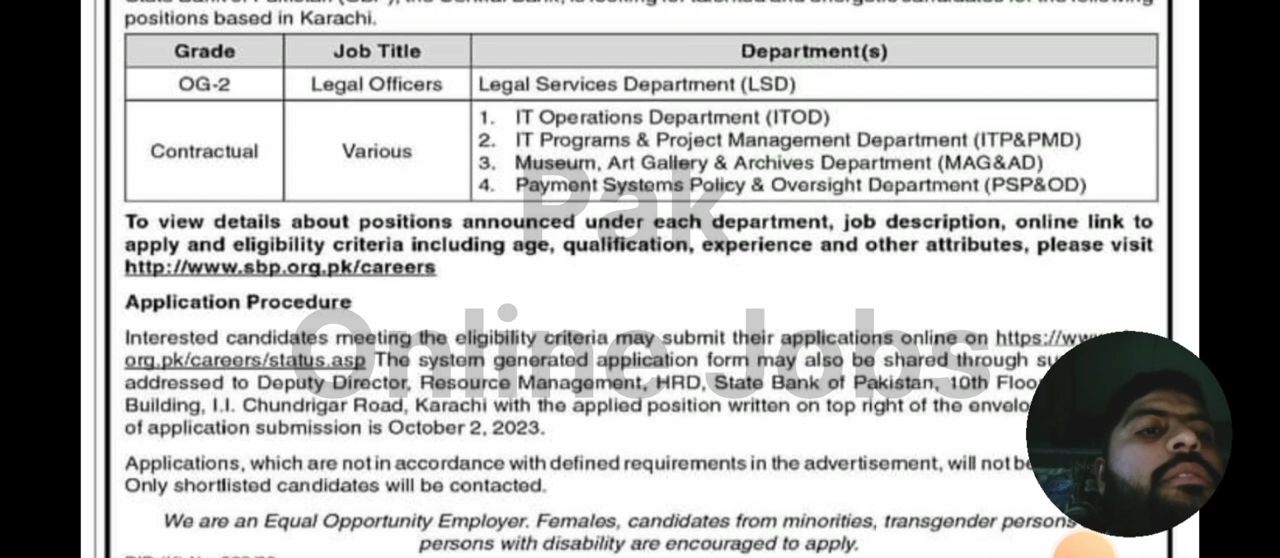 positions based in Karachi.
Grade Job Title Department(s)
OG-2 Legal Officers Legal Services Department (LSD)
Contractual Various
1. IT Operations Department (ITOD)
2. IT Programs & Project Management Department (ITP&PMD)
3. Museum, Art Gallery & Archives Department (MAG&AD)
4. Payment Systems Policy & Oversight Department (PSP&OD)
To view details about positions announced under each department, job description, online link to
apply and eligibility criteria including age, qualification, experience and other attributes, please visit
http://www.sbp.org.pk/careers
Application Procedure
Interested candidates meeting the eligibility criteria may submit their applications online on
org.pk/careers/status.asp The system generated application form may also be shared through
addressed to Deputy Director, Resource Management, HRD, State Bank of Pakistan, 10th
Building, I.I. Chundrigar Road, Karachi with the applied position written on top right of the
of application submission is October 2, 2023.
Applications, which are not in accordance with defined requirements in the advertisement, will not
Only shortlisted candidates will be contacted.
We are an Equal Opportunity Employer. Females, candidates from minorities, transgender persons
persons with disability are encouraged to apply.
Pak
Online Jobs